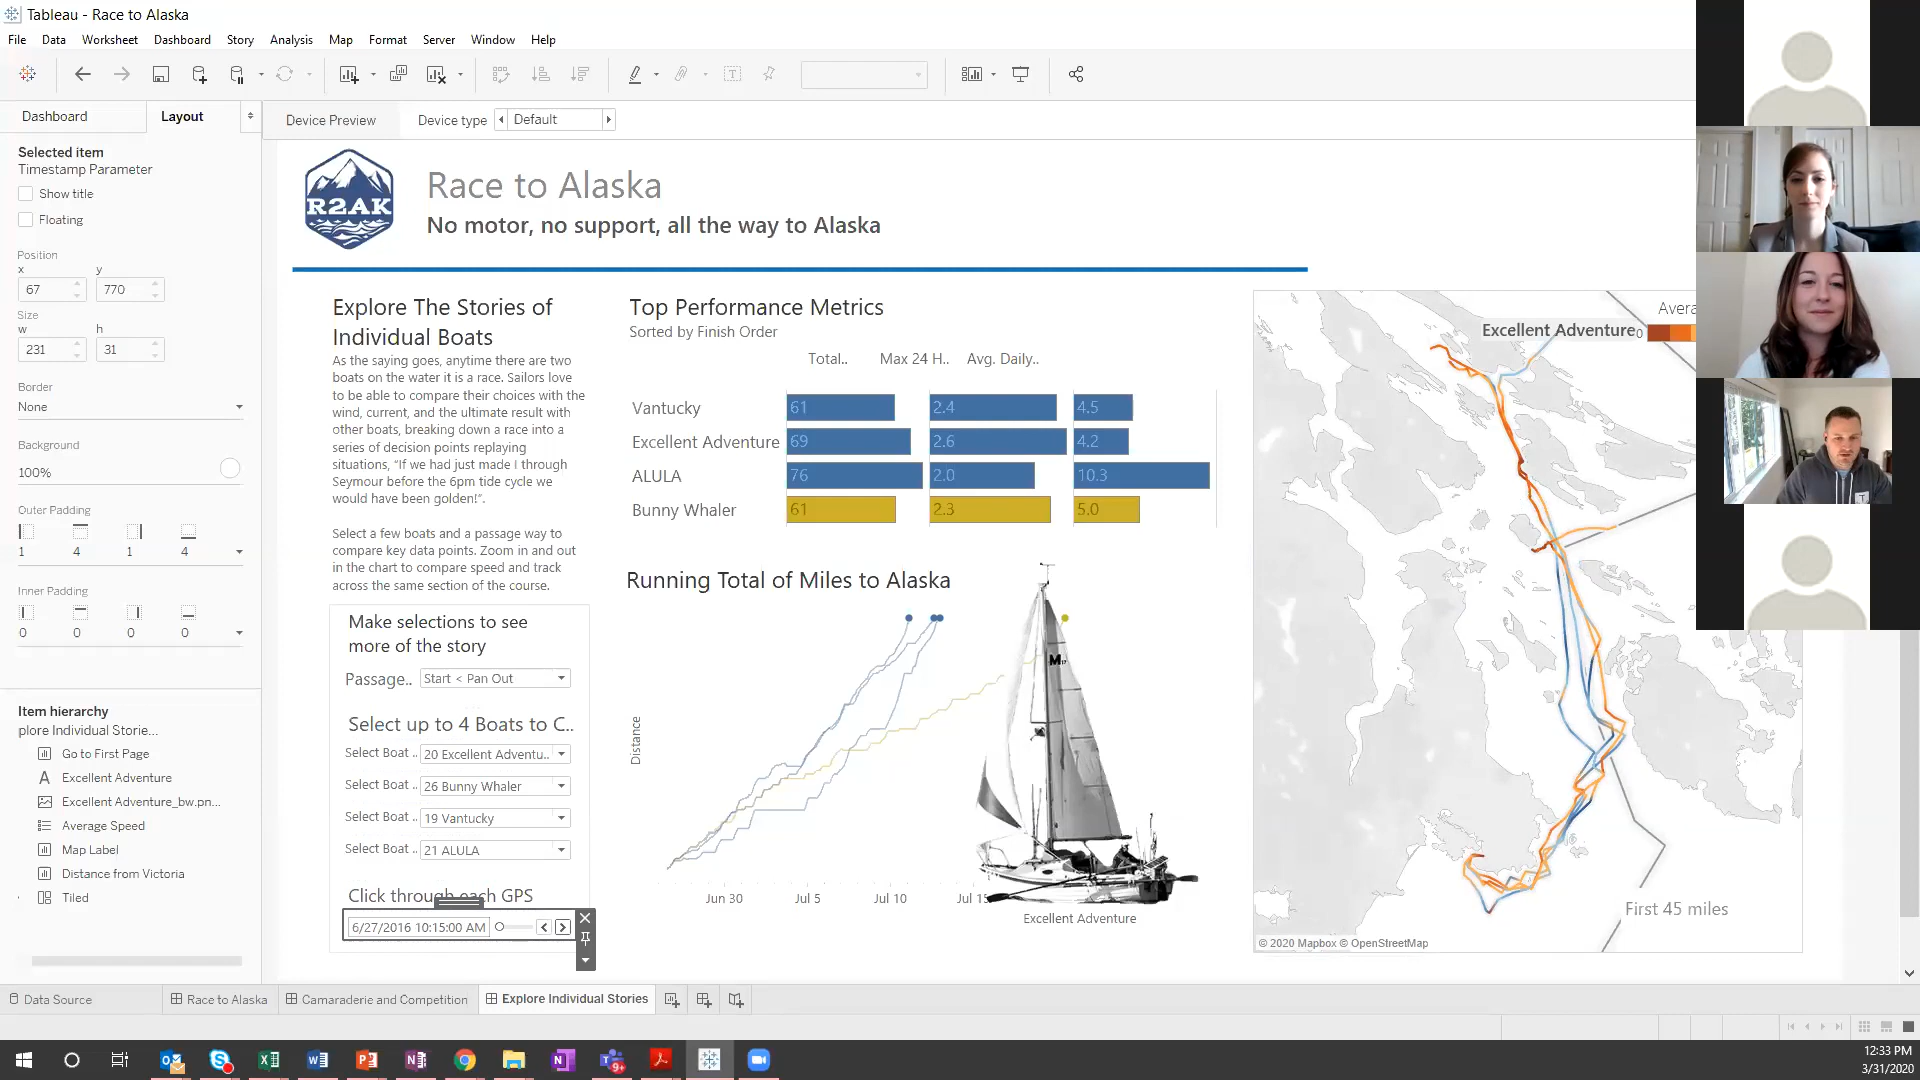 Tableau - Race to Alaska
File Data Worksheet Dashboard Story Analysis Map Format Server Window Help
Dashboard Layout
Device Preview Device type Default
Selected item
Timestamp Parameter
Show title
Floating
Position
x y
67 770
Size
w h
231 31
Border
None
Background
100%
Outer Padding
1 4 1 4
Inner Padding
0 0 0 0
Item hierarchy
plore Individual Storie...
Go to First Page
A Excellent Adventure
Excellent Adventure_bw.pn...
Average Speed
Map Label
Distance from Victoria
Tiled
R2AK
Race to Alaska
No motor, no support, all the way to Alaska
Explore The Stories of
Individual Boats
As the saying goes, anytime there are two
boats on the water it is a race. Sailors love
to be able to compare their choices with the
wind, current, and the ultimate result with
other boats, breaking down a race into a
series of decision points replaying
situations, “If we had just made I through
Seymour before the 6pm tide cycle we
would have been golden!”.
Select a few boats and a passage way to
compare key data points. Zoom in and out
in the chart to compare speed and track
across the same section of the course.
Make selections to see
more of the story
Passage.. Start < Pan Out
Select up to 4 Boats to C..
Select Boat .. 20 Excellent Adventu..
Select Boat .. 26 Bunny Whaler
Select Boat .. 19 Vantucky
Select Boat .. 21 ALULA
Click through each GPS
6/27/2016 10:15:00 AM
Top Performance Metrics
Sorted by Finish Order
Total.. Max 24 H.. Avg. Daily..
Vantucky 61 2.4 4.5
Excellent Adventure 69 2.6 4.2
ALULA 76 2.0 10.3
Bunny Whaler 61 2.3 5.0
Running Total of Miles to Alaska
Distance
Jun 30 Jul 5 Jul 10 Jul 15
Excellent Adventure
Avera
Excellent Adventure 0
First 45 miles
© 2020 Mapbox © OpenStreetMap
Data Source Race to Alaska Camaraderie and Competition Explore Individual Stories
9+
12:33 PM
3/31/2020